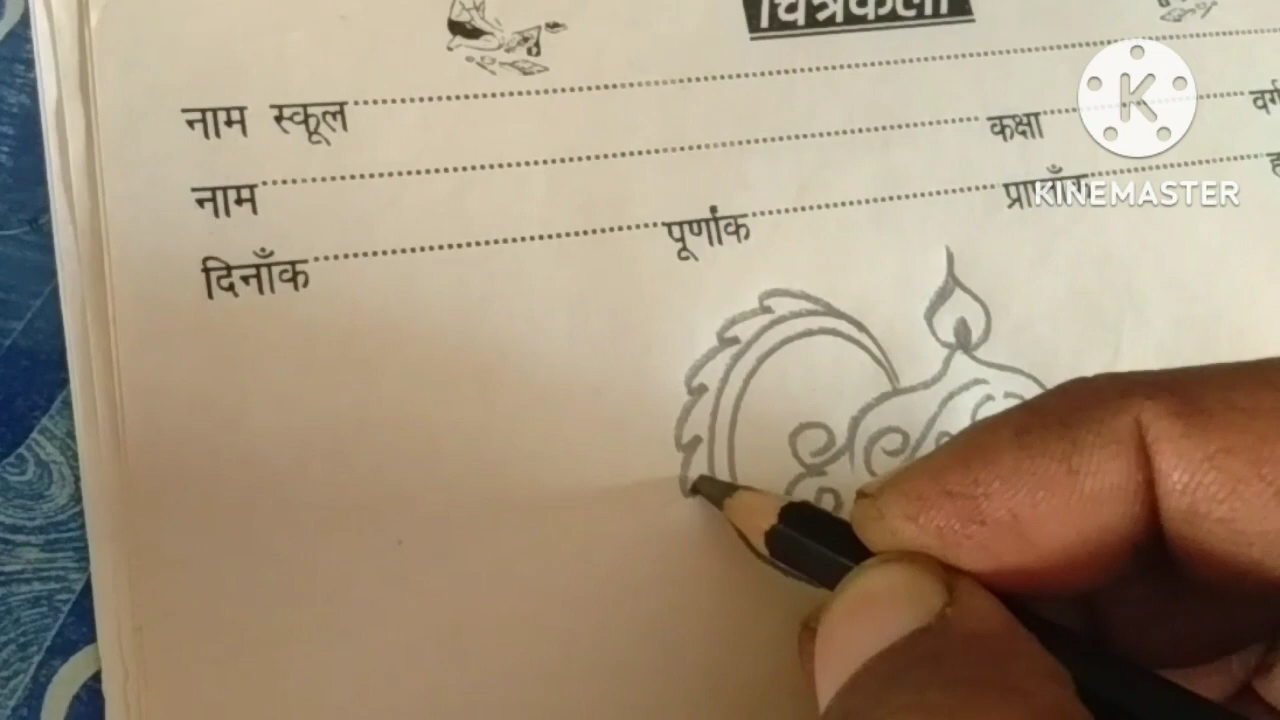 चित्रकला
नाम स्कूल
नाम कक्षा
दिनाँक पूर्णांक
KINEMASTER